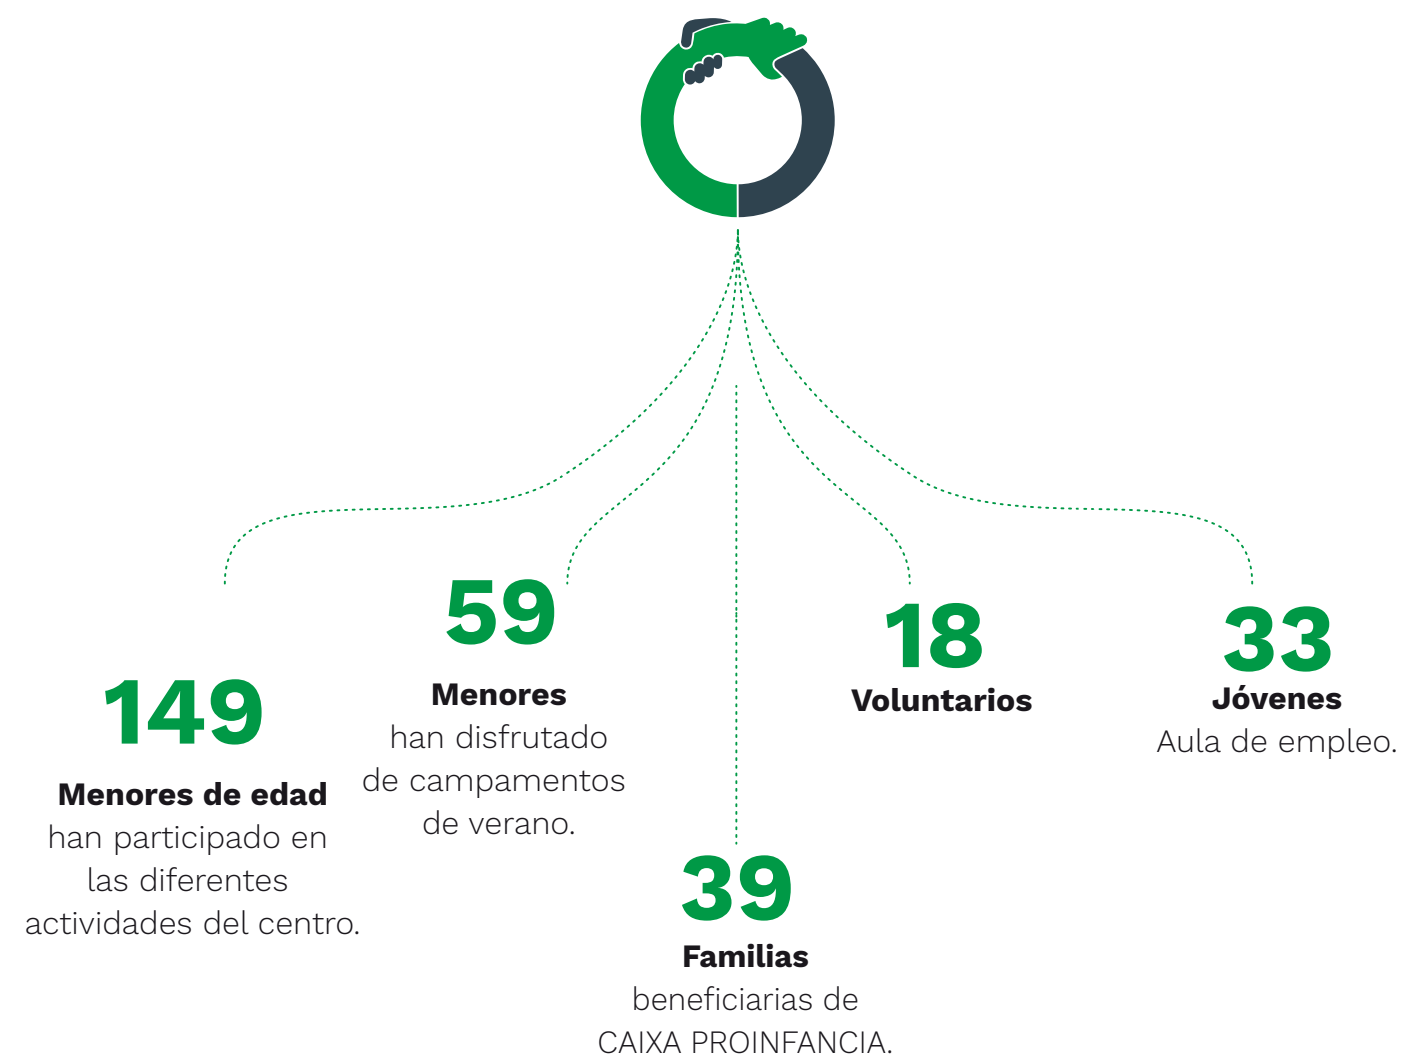 149
Menores de edad
han participado en
las diferentes
actividades del centro.
59
Menores
han disfrutado
de campamentos
de verano.
39
Familias
beneficiarias de
CAIXA PROINFANCIA.
18
Voluntarios
33
Jóvenes
Aula de empleo.